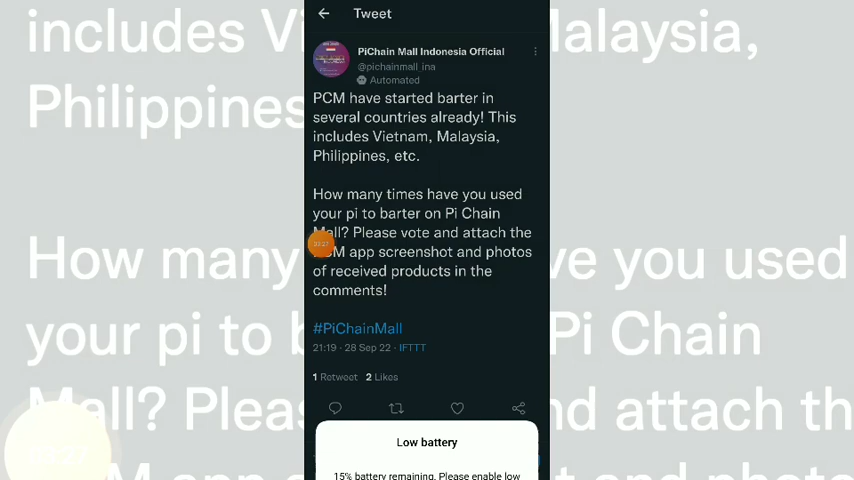 Tweet
PiChain Mall Indonesia Official
@pichainmall_ina
Automated
PCM have started barter in
several countries already! This
includes Vietnam, Malaysia,
Philippines, etc.
How many times have you used
your pi to barter on Pi Chain
Mall? Please vote and attach the
M app screenshot and photos
of received products in the
comments!
#PiChainMall
21:19 · 28 Sep 22 · IFTTT
1 Retweet 2 Likes
Low battery
15% battery remaining. Please enable low
includes Vi alaysia,
Philippines
How many ve you used
your pi to b Pi Chain
Mall? Pleas nd attach th
M app s t and photo